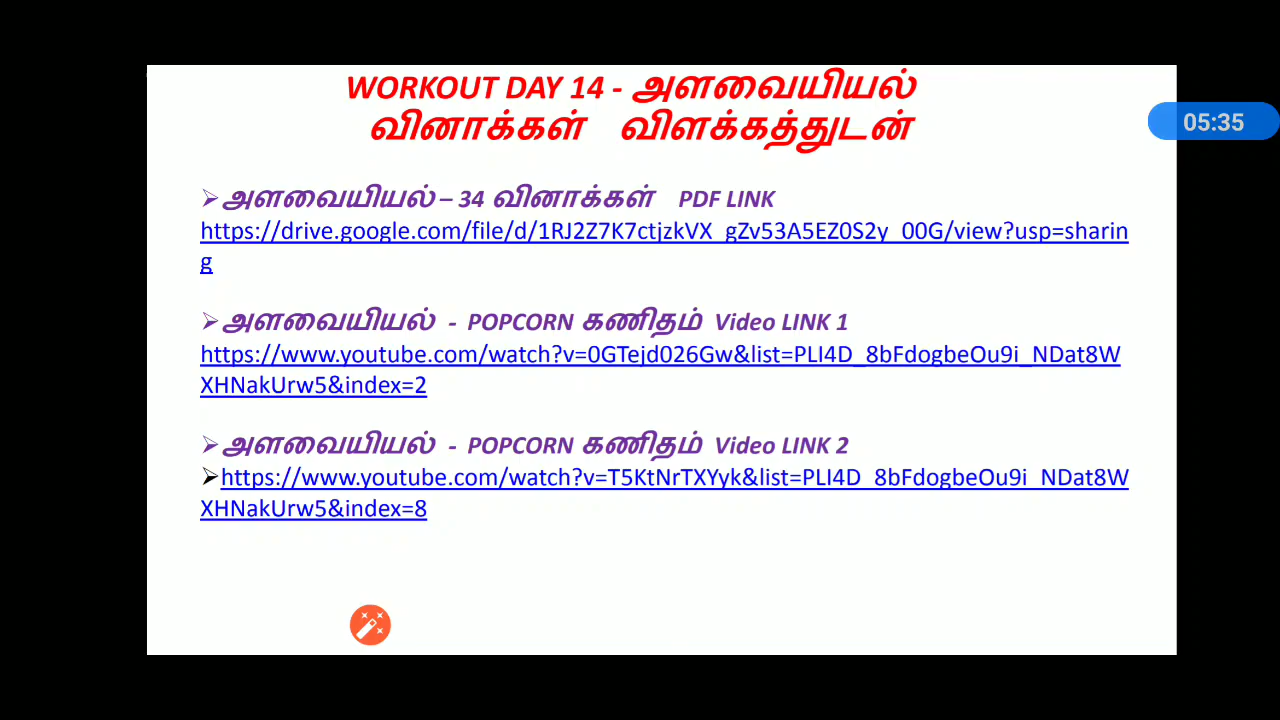 WORKOUT DAY 14 - அளவையியல்
வினாக்கள் விளக்கத்துடன்
05:35
➢அளவையியல் – 34 வினாக்கள் PDF LINK
https://drive.google.com/file/d/1RJ2Z7K7ctjzkVX_gZv53A5EZ0S2y_00G/view?usp=sharin
g
➢அளவையியல் - POPCORN கணிதம் Video LINK 1
https://www.youtube.com/watch?v=0GTejd026Gw&list=PLI4D_8bFdogbeOu9i_NDat8W
XHNakUrw5&index=2
➢அளவையியல் - POPCORN கணிதம் Video LINK 2
➢https://www.youtube.com/watch?v=T5KtNrTXYyk&list=PLI4D_8bFdogbeOu9i_NDat8W
XHNakUrw5&index=8